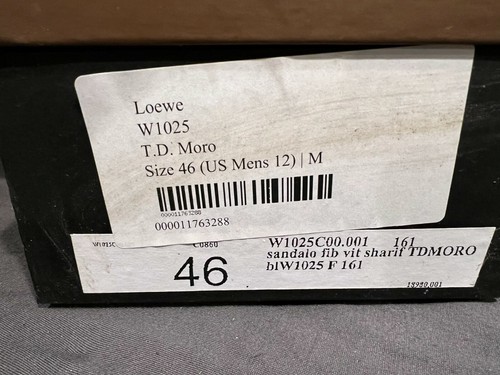 Loewe
W1025
T.D. Moro
Size 46 (US Mens 12) | M
000011763288
000011763288
C0860
W1025C00.001 161
46
sandalo fib vit sharif TDMORO
blW1025 F 161
18980.001